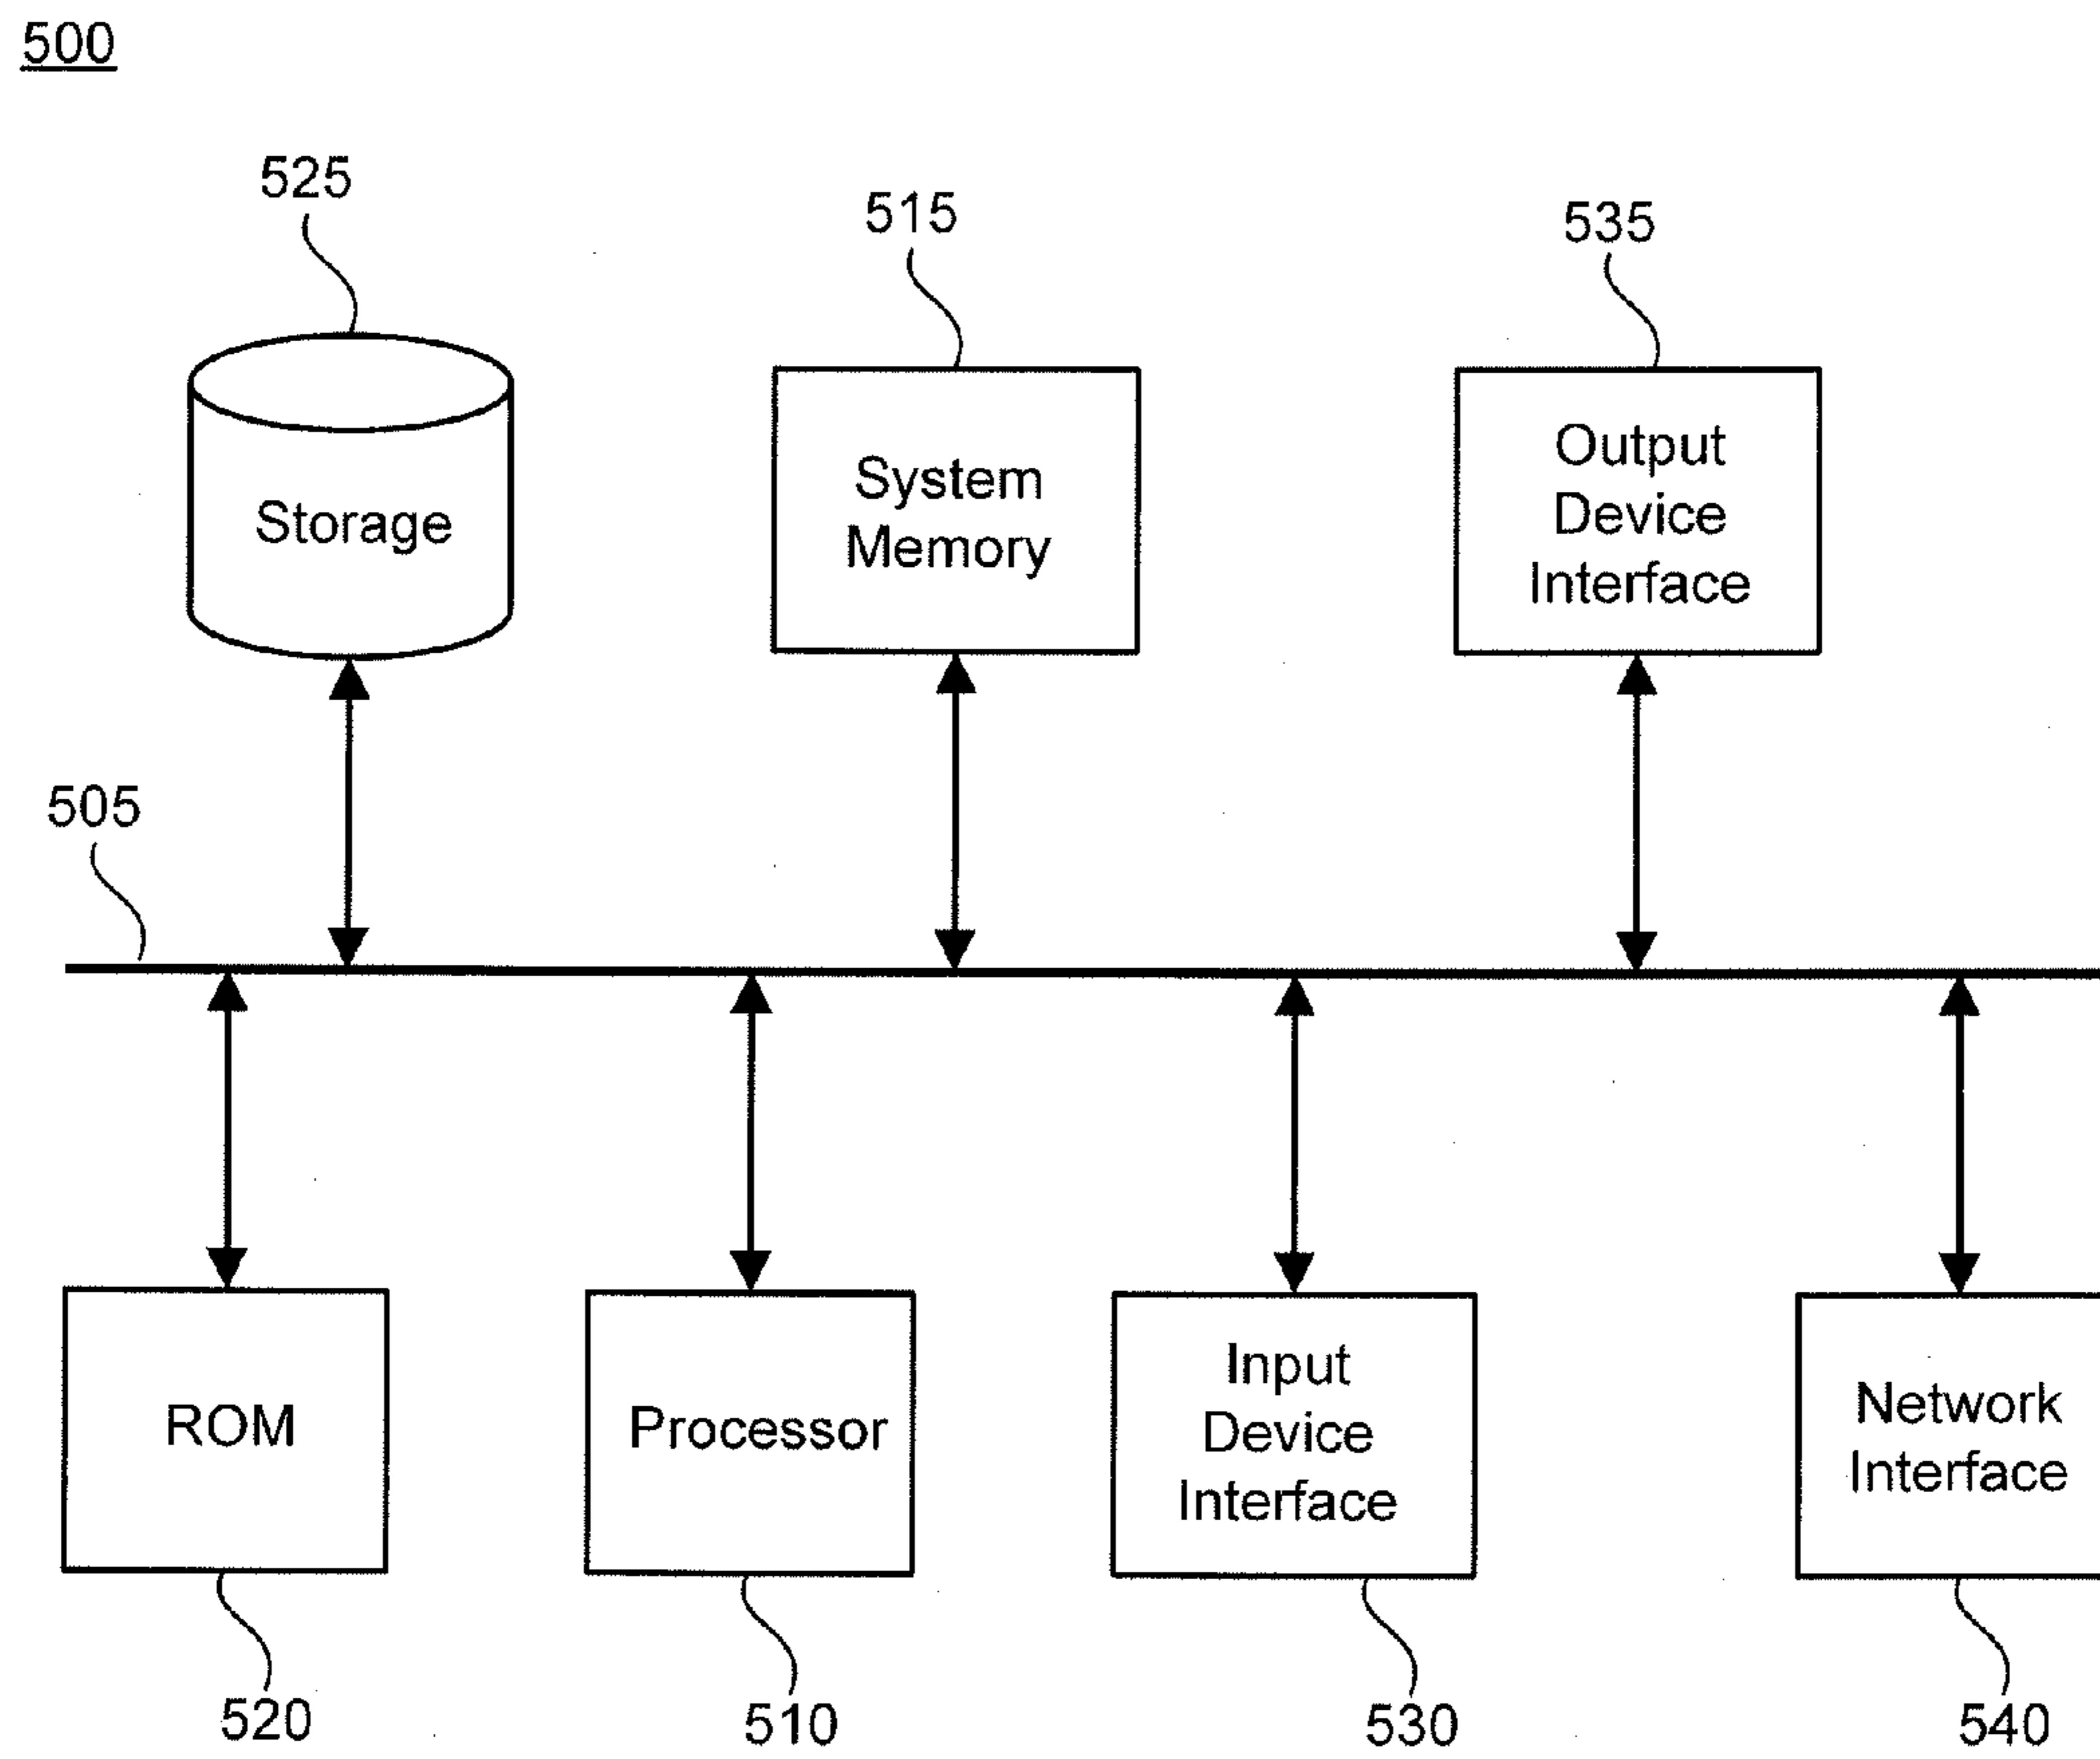 500
525
515
535
Storage
System
Memory
Output
Device
Interface
505
ROM
Processor
Input
Device
Interface
Network
Interface
520
510
530
540